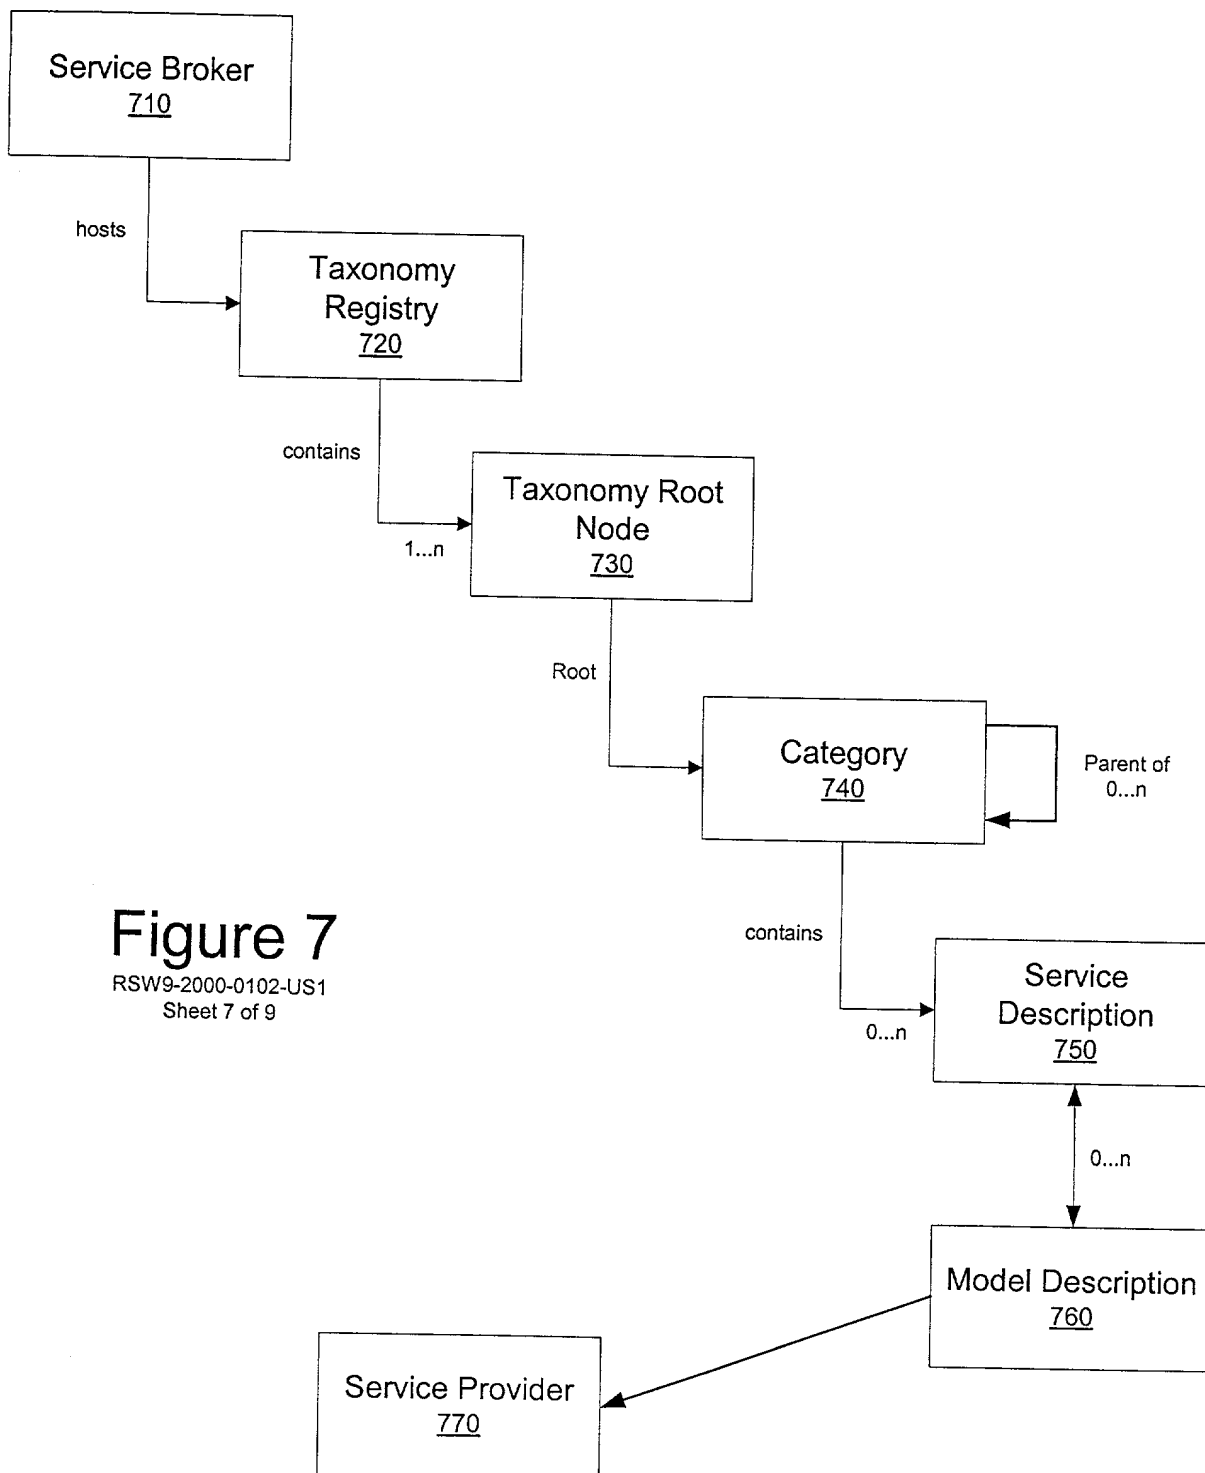 Service Broker
710
hosts
Taxonomy
Registry
720
contains
1...n
Taxonomy Root
Node
730
Root
Category
740
Parent of
0...n
contains
0...n
Service
Description
750
0...n
Model Description
760
Service Provider
770
Figure 7
RSW9-2000-0102-US1
Sheet 7 of 9